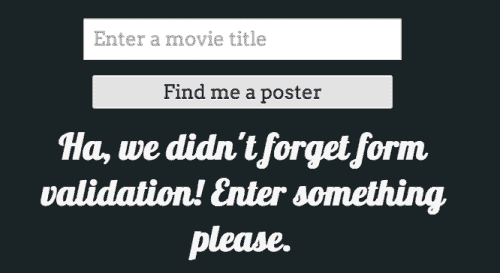 Enter a movie title
Find me a poster
Ha, we didn't forget form
validation! Enter something
please.